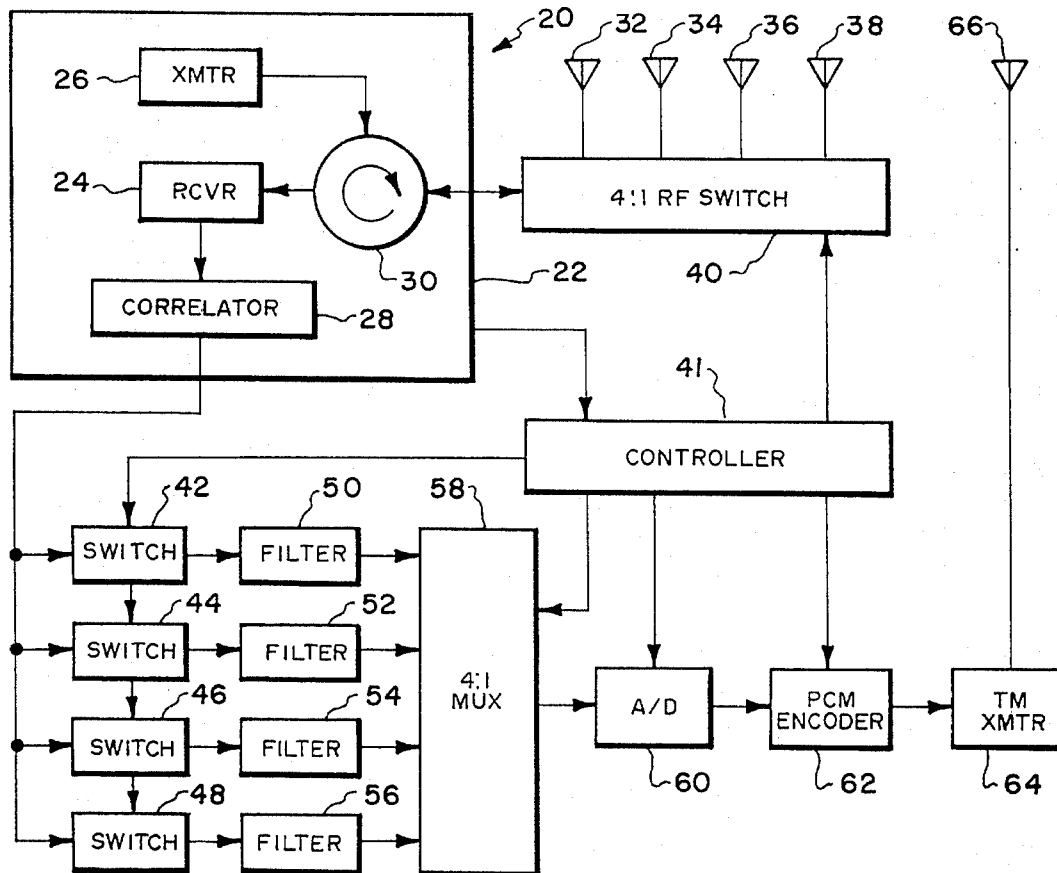 20
32
34
36
38
66
26
XMTR
24
RCVR
30
4:1 RF SWITCH
40
22
CORRELATOR
28
41
CONTROLLER
42
SWITCH
50
FILTER
58
4:1
MUX
44
SWITCH
52
FILTER
46
SWITCH
54
FILTER
48
SWITCH
56
FILTER
A/D
60
PCM
ENCODER
62
TM
XMTR
64